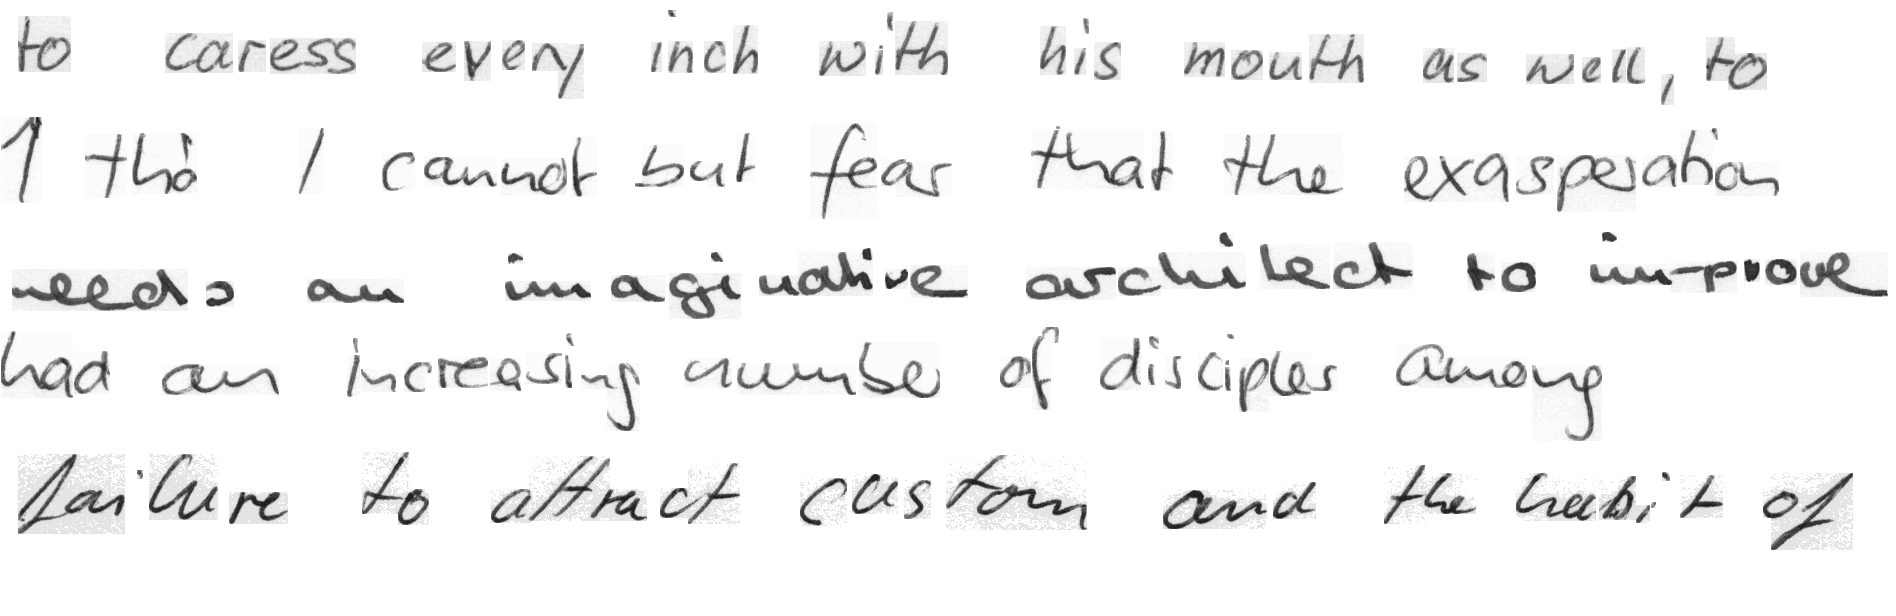 to caress every inch with his mouth as well, to
1 tho I cannot but fear that the exasperation
needs an imaginative architect to improve
had an increasing number of disciples among
failure to attract custom and the habit of